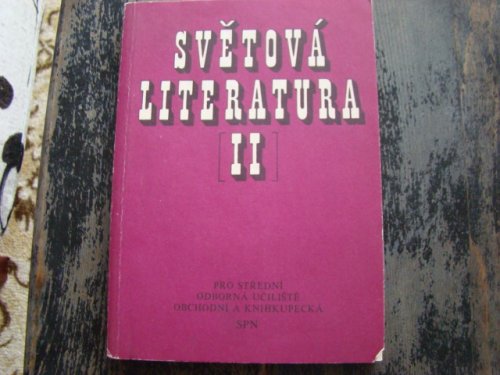 SVĚTOVÁ
LITERATURA
[II]
PRO STŘEDNÍ
ODBORNÁ UČILIŠTĚ
OBCHODNÍ A KNIHKUPECKÁ
SPN